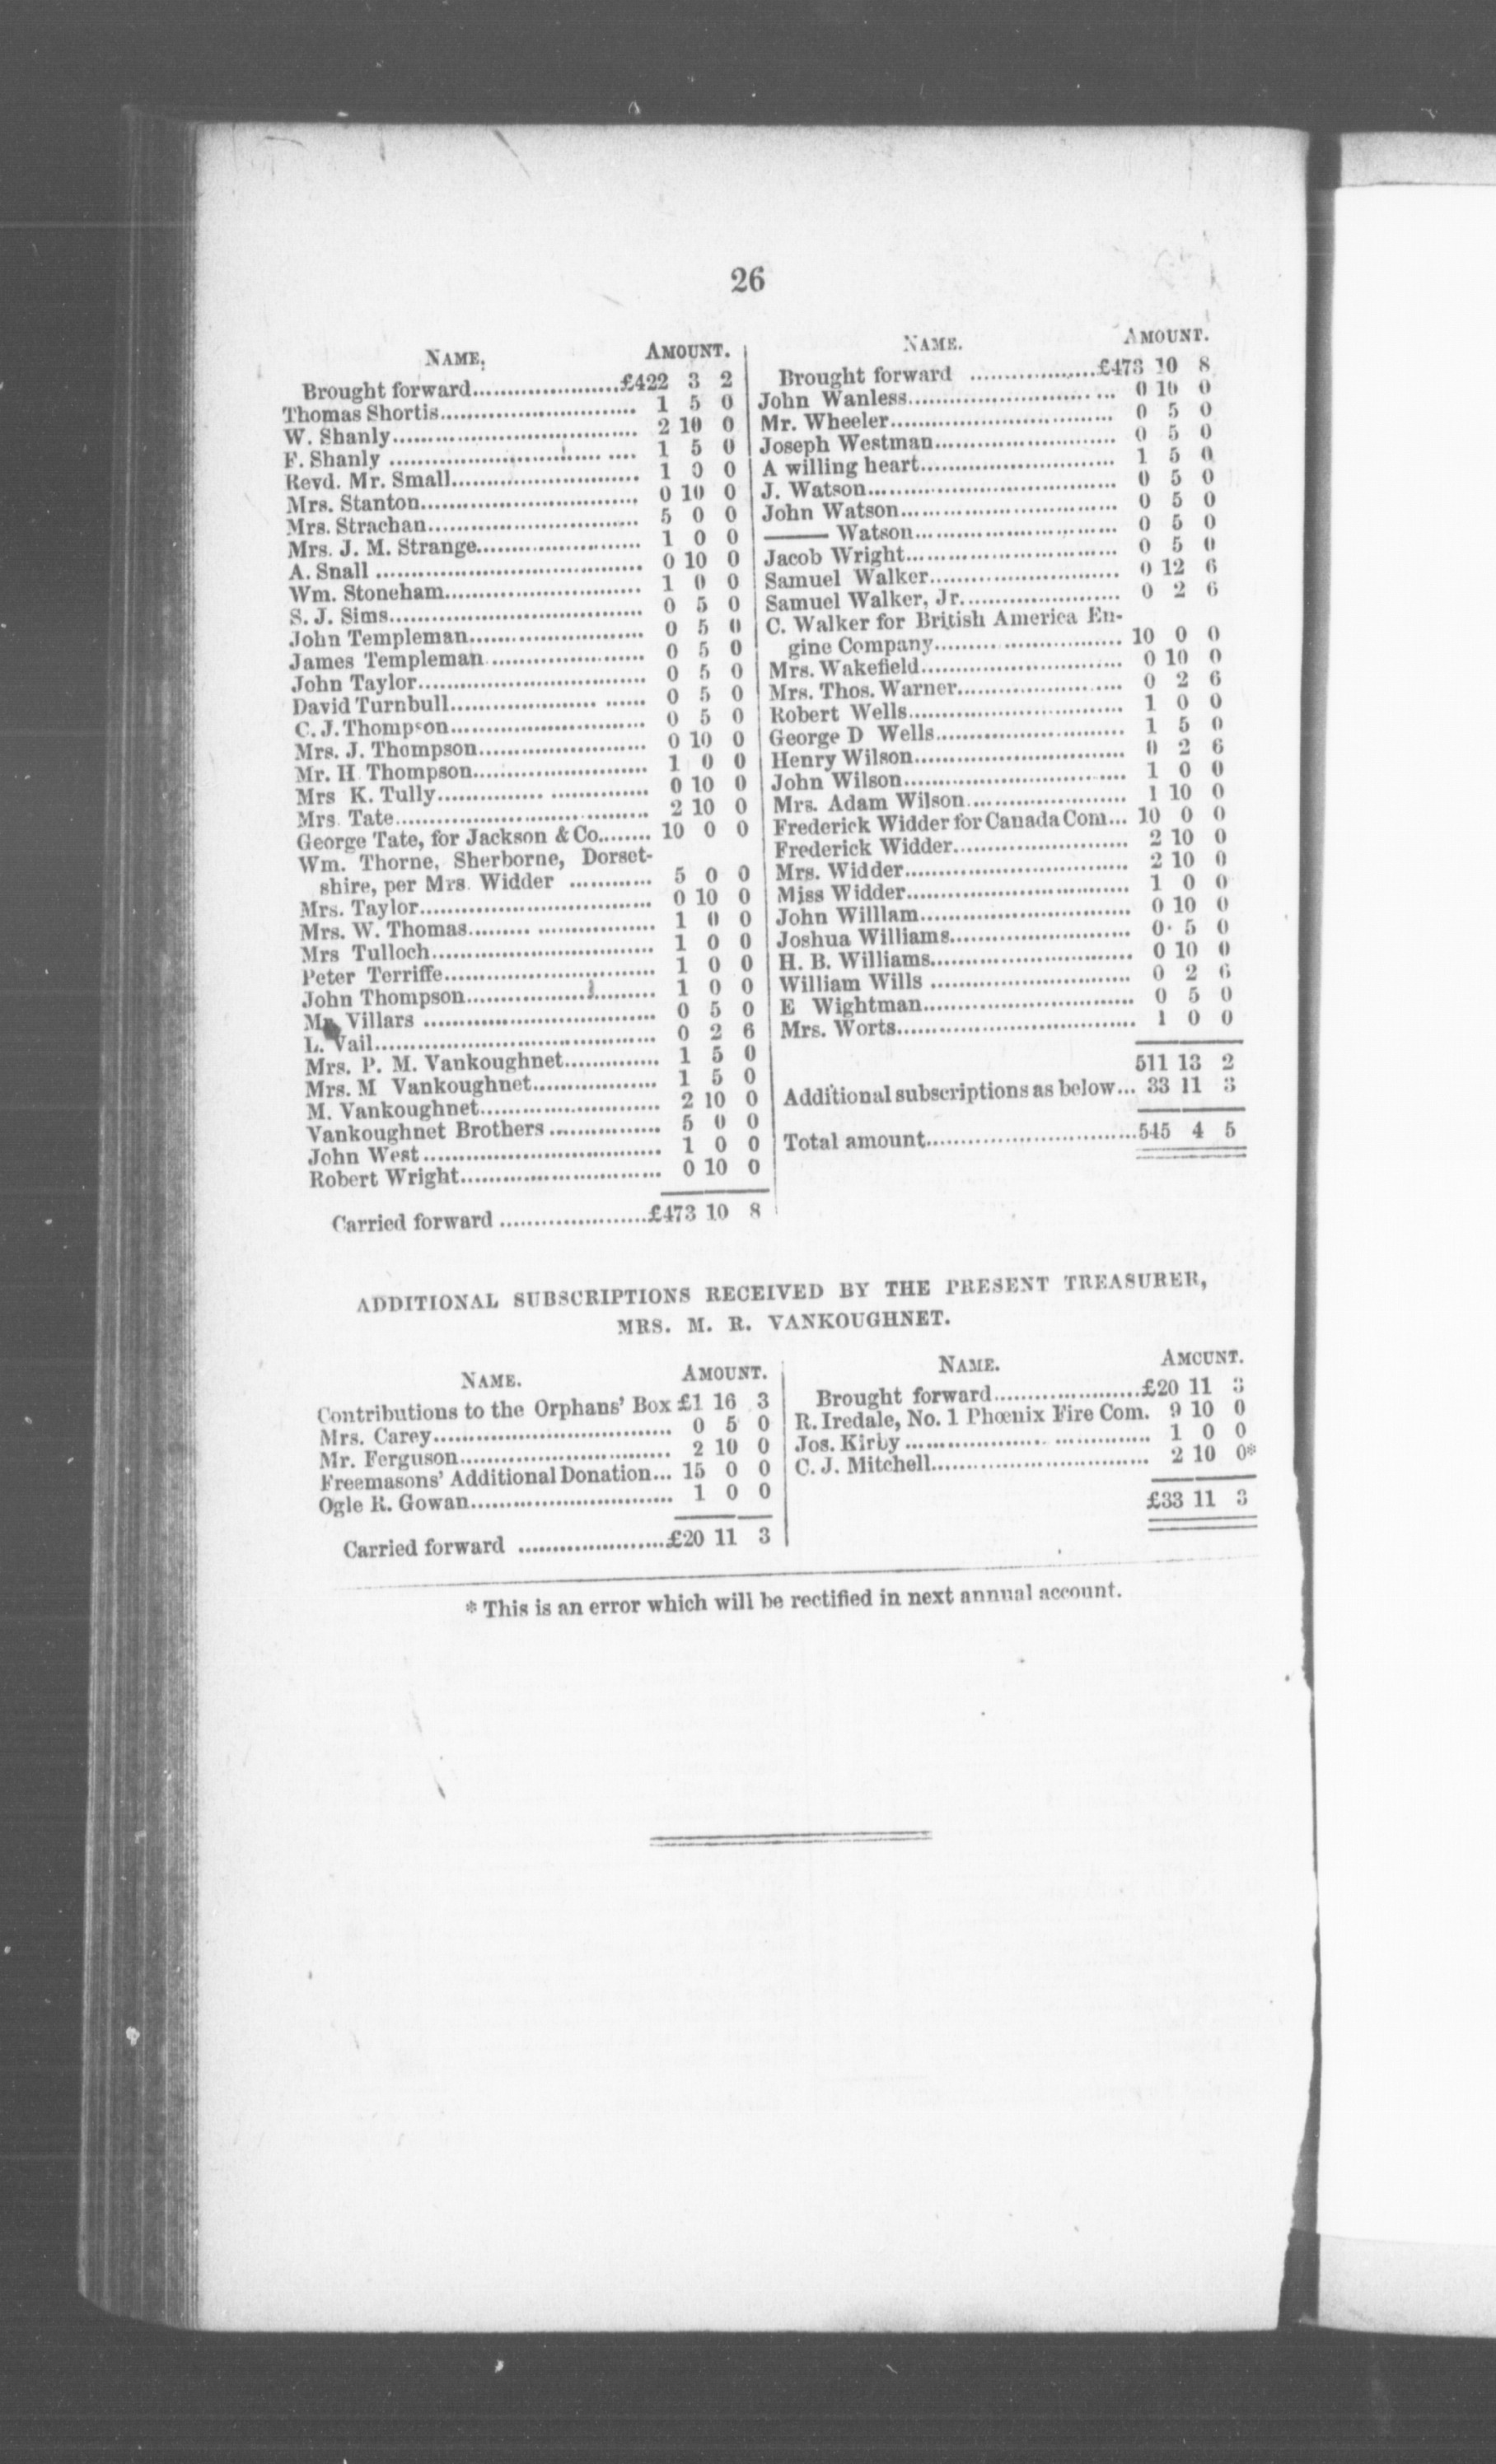 26
NAME. AMOUNT.
Brought forward.....................£422 3 2
Thomas Shortis............................ 1 5 0
W. Shanly................................... 2 10 0
F. Shanly ................................... 1 5 0
Revd. Mr. Small........................... 1 0 0
Mrs. Stanton............................... 0 10 0
Mrs. Strachan.............................. 5 0 0
Mrs. J. M. Strange....................... 1 0 0
A. Snall ...................................... 0 10 0
Wm. Stoneham............................ 1 0 0
S. J. Sims.................................... 0 5 0
John Templeman......................... 0 5 0
James Templeman....................... 0 5 0
John Taylor................................. 0 5 0
David Turnbull............................ 0 5 0
C. J. Thompson............................ 0 5 0
Mrs. J. Thompson........................ 0 10 0
Mr. H Thompson......................... 1 0 0
Mrs K. Tully............................... 0 10 0
Mrs. Tate.................................... 2 10 0
George Tate, for Jackson & Co........ 10 0 0
Wm. Thorne, Sherborne, Dorset-
shire, per Mrs. Widder ............ 5 0 0
Mrs. Taylor................................. 0 10 0
Mrs. W. Thomas.......................... 1 0 0
Mrs Tulloch................................ 1 0 0
Peter Terriffe.............................. 1 0 0
John Thompson........................... 1 0 0
Mr. Villars ................................. 0 5 0
L. Vail........................................ 0 2 6
Mrs. P. M. Vankoughnet.............. 1 5 0
Mrs. M Vankoughnet.................. 1 5 0
M. Vankoughnet.......................... 2 10 0
Vankoughnet Brothers ................ 5 0 0
John West .................................. 1 0 0
Robert Wright............................. 0 10 0
Carried forward ......................£473 10 8
NAME. AMOUNT.
Brought forward ..................£473 10 8
John Wanless.............................. 0 10 0
Mr. Wheeler................................ 0 5 0
Joseph Westman.......................... 0 5 0
A willing heart............................ 1 5 0
J. Watson.................................... 0 5 0
John Watson............................... 0 5 0
——— Watson............................. 0 5 0
Jacob Wright............................... 0 5 0
Samuel Walker........................... 0 12 6
Samuel Walker, Jr....................... 0 2 6
C. Walker for British America En-
gine Company........................... 10 0 0
Mrs. Wakefield............................. 0 10 0
Mrs. Thos. Warner........................ 0 2 6
Robert Wells............................... 1 0 0
George D Wells........................... 1 5 0
Henry Wilson.............................. 0 2 6
John Wilson................................ 1 0 0
Mrs. Adam Wilson....................... 1 10 0
Frederick Widder for Canada Com... 10 0 0
Frederick Widder......................... 2 10 0
Mrs. Widder................................ 2 10 0
Miss Widder................................ 1 0 0
John Willlam.............................. 0 10 0
Joshua Williams.......................... 0 5 0
H. B. Williams............................. 0 10 0
William Wills ............................. 0 2 6
E Wightman............................... 0 5 0
Mrs. Worts.................................. 1 0 0
511 13 2
Additional subscriptions as below... 33 11 3
Total amount..............................545 4 5
ADDITIONAL SUBSCRIPTIONS RECEIVED BY THE PRESENT TREASURER,
MRS. M. R. VANKOUGHNET.
NAME. AMOUNT.
Contributions to the Orphans' Box £1 16 3
Mrs. Carey.................................. 0 5 0
Mr. Ferguson............................... 2 10 0
Freemasons' Additional Donation... 15 0 0
Ogle R. Gowan............................. 1 0 0
Carried forward ......................£20 11 3
NAME. AMOUNT.
Brought forward.....................£20 11 3
R. Iredale, No. 1 Phœnix Fire Com. 9 10 0
Jos. Kirby ................................... 1 0 0
C. J. Mitchell............................... 2 10 0*
£33 11 3
* This is an error which will be rectified in next annual account.